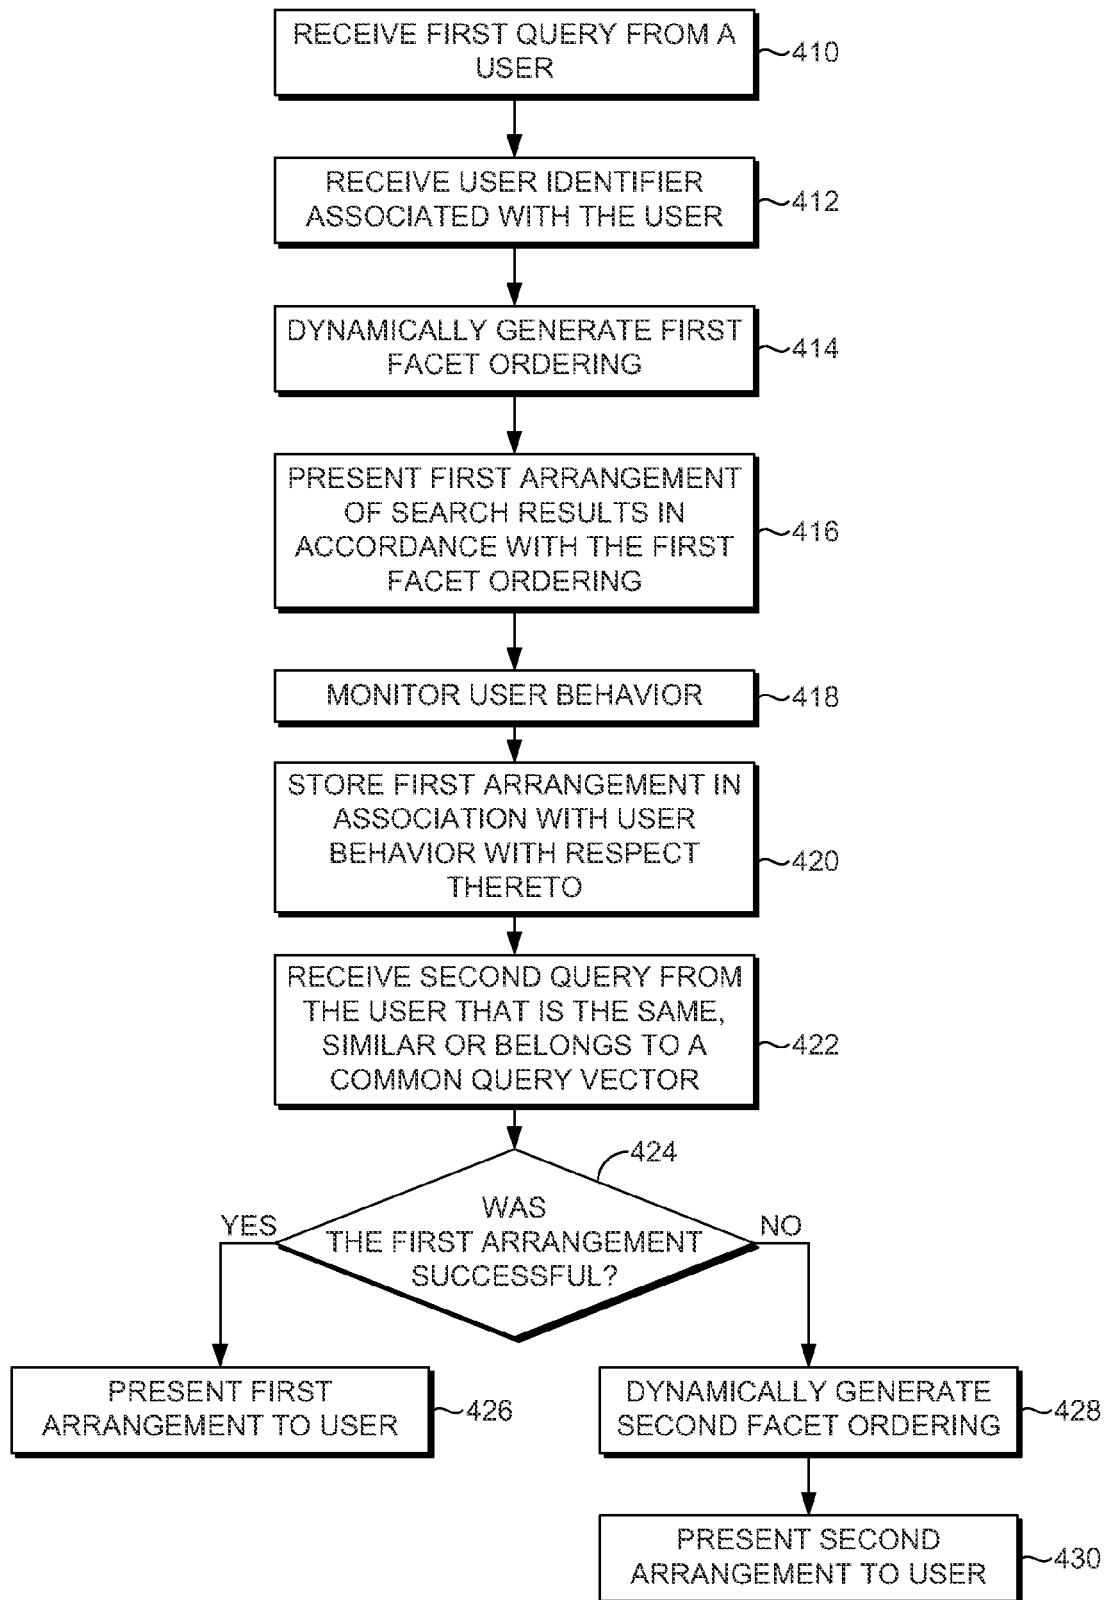 RECEIVE FIRST QUERY FROM A
USER
410
RECEIVE USER IDENTIFIER
ASSOCIATED WITH THE USER
412
DYNAMICALLY GENERATE FIRST
FACET ORDERING
414
PRESENT FIRST ARRANGEMENT
OF SEARCH RESULTS IN
ACCORDANCE WITH THE FIRST
FACET ORDERING
416
MONITOR USER BEHAVIOR
418
STORE FIRST ARRANGEMENT IN
ASSOCIATION WITH USER
BEHAVIOR WITH RESPECT
THERETO
420
RECEIVE SECOND QUERY FROM
THE USER THAT IS THE SAME,
SIMILAR OR BELONGS TO A
COMMON QUERY VECTOR
422
424
WAS
THE FIRST ARRANGEMENT
SUCCESSFUL?
YES
NO
PRESENT FIRST
ARRANGEMENT TO USER
426
DYNAMICALLY GENERATE
SECOND FACET ORDERING
428
PRESENT SECOND
ARRANGEMENT TO USER
430